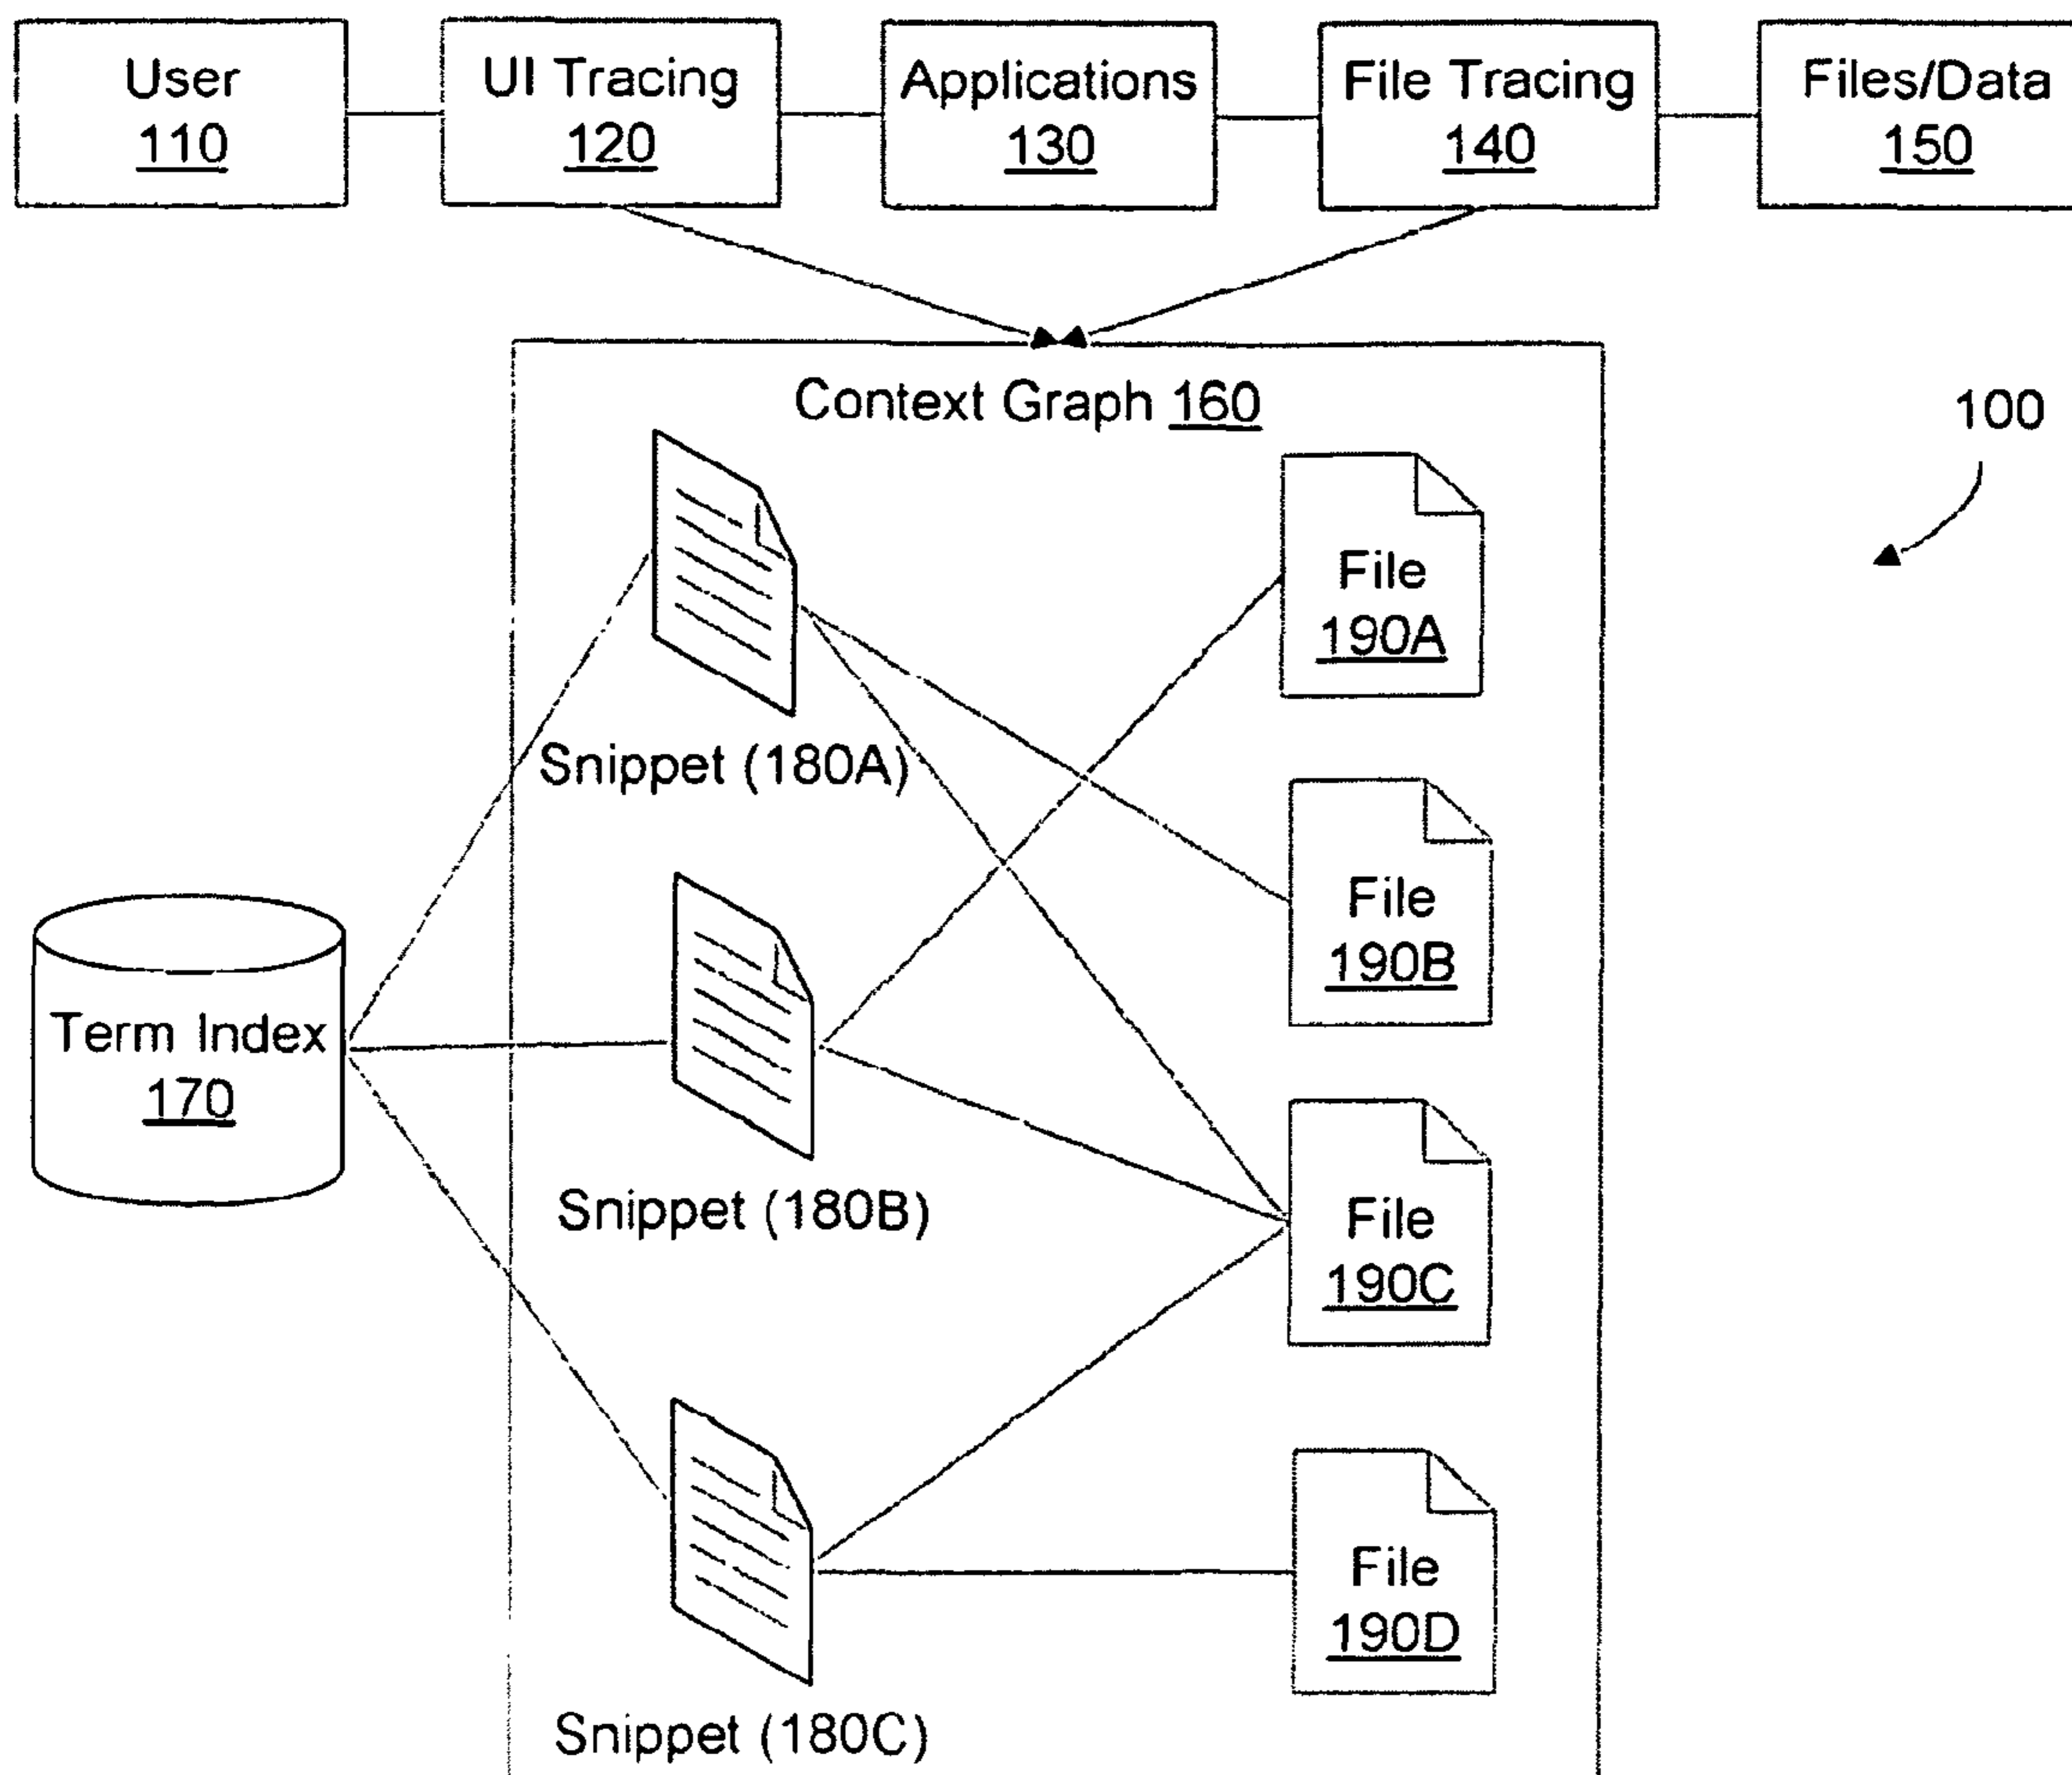 User
110
UI Tracing
120
Applications
130
File Tracing
140
Files/Data
150
Context Graph 160
100
File
190A
Snippet (180A)
File
190B
Term Index
170
Snippet (180B)
File
190C
File
190D
Snippet (180C)